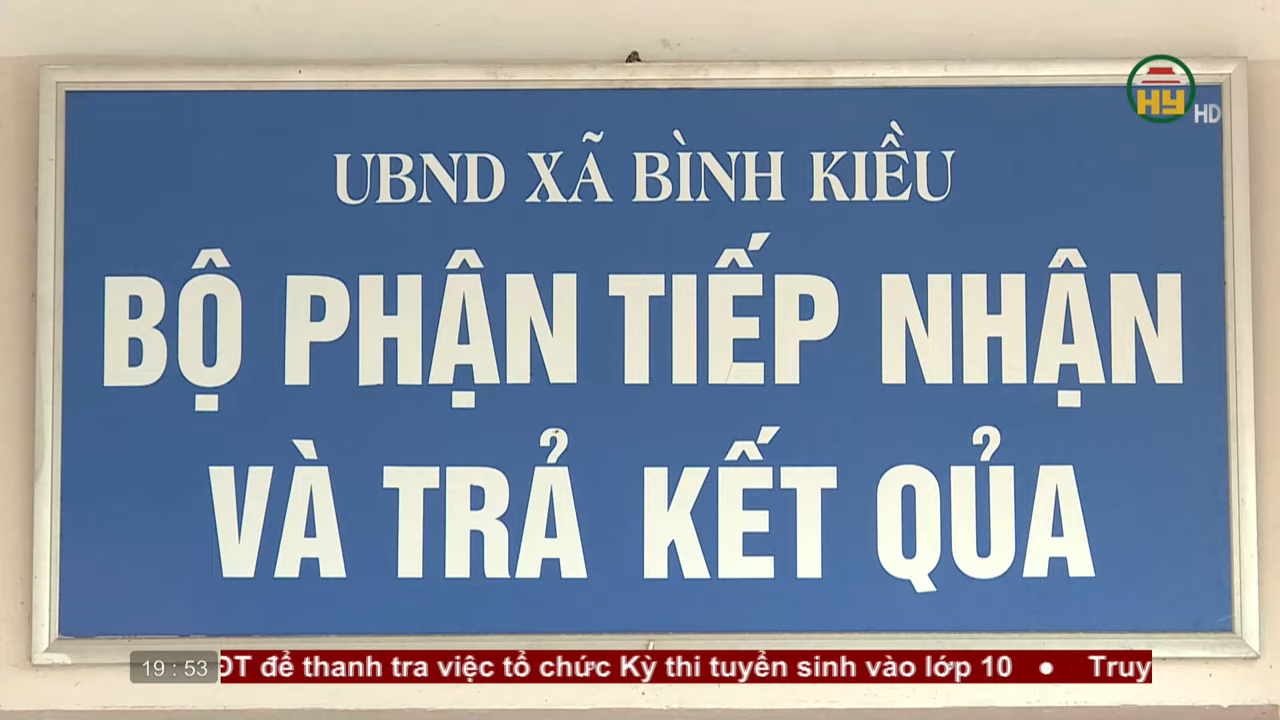 HY HD
UBND XÃ BÌNH KIỀU
BỘ PHẬN TIẾP NHẬN
VÀ TRẢ KẾT QỦA
19 : 53
ĐT để thanh tra việc tổ chức Kỳ thi tuyển sinh vào lớp 10 ● Truy